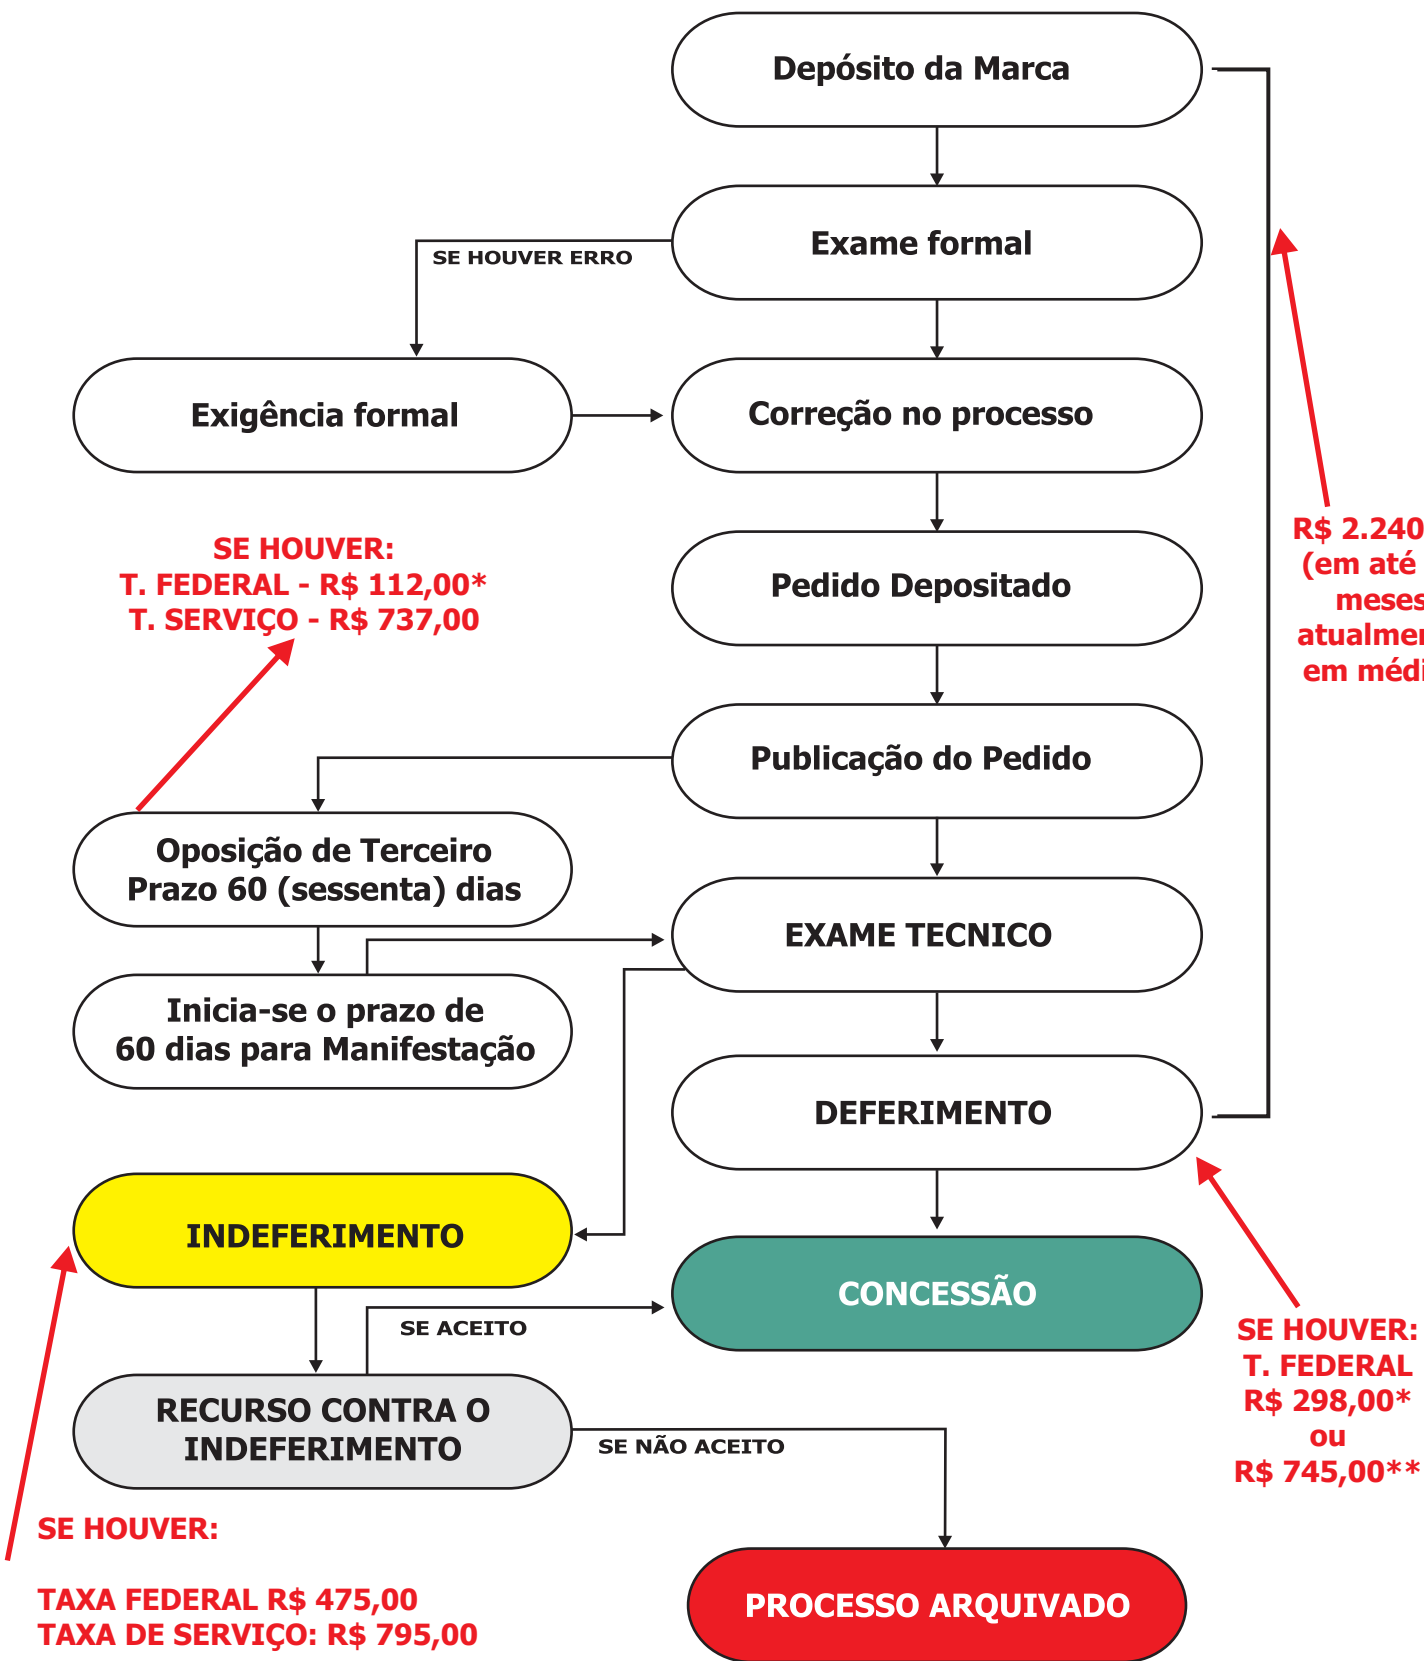 Depósito da Marca
Exame formal
SE HOUVER ERRO
Exigência formal
Correção no processo
SE HOUVER:
T. FEDERAL - R$ 112,00*
T. SERVIÇO - R$ 737,00
Pedido Depositado
R$ 2.240
(em até
meses
em médi
Publicação do Pedido
Oposição de Terceiro
Prazo 60 (sessenta) dias
EXAME TECNICO
Inicia-se o prazo de
60 dias para Manifestação
DEFERIMENTO
INDEFERIMENTO
CONCESSÃO
SE ACEITO
SE HOUVER:
T. FEDERAL
R$ 298,00*
ou
R$ 745,00**
RECURSO CONTRA O
INDEFERIMENTO
SE NÃO ACEITO
SE HOUVER:
TAXA FEDERAL R$ 475,00
TAXA DE SERVIÇO: R$ 795,00
PROCESSO ARQUIVADO